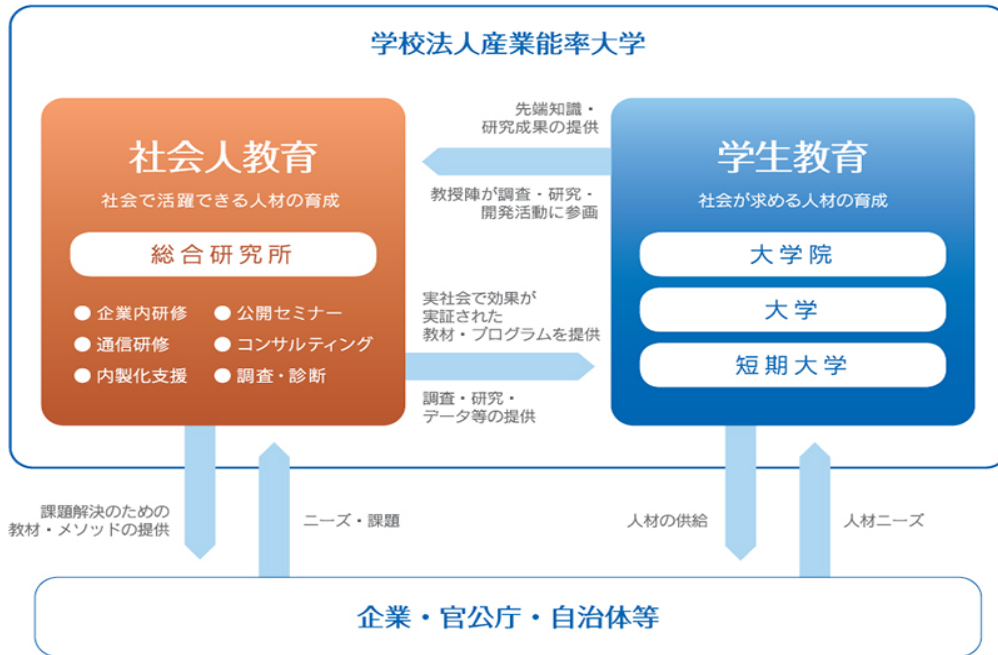 学校法人産業能率大学
社会人教育
社会で活躍できる人材の育成
総合研究所
● 企業内研修 ● 公開セミナー
● 通信研修 ● コンサルティング
● 内製化支援 ● 調査・診断
先端知識・
研究成果の提供
教授陣が調査・研究・
開発活動に参画
実社会で効果が
実証された
教材・プログラムを提供
調査・研究・
データ等の提供
学生教育
社会が求める人材の育成
大学院
大学
短期大学
課題解決のための
教材・メソッドの提供
ニーズ・課題
人材の供給
人材ニーズ
企業・官公庁・自治体等